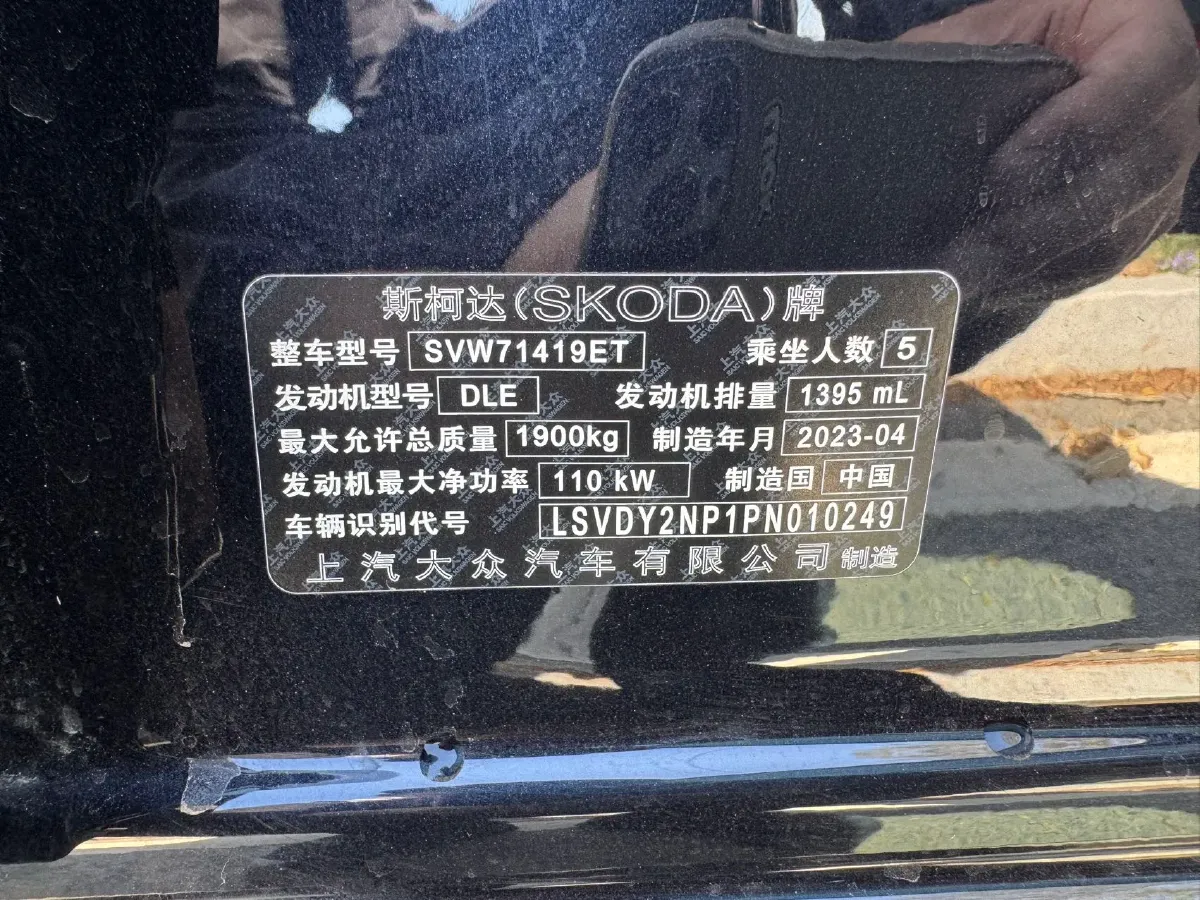 斯柯达(SKODA)牌
整车型号 SVW71419ET 乘坐人数 5
发动机型号 DLE 发动机排量 1395 mL
最大允许总质量 1900kg 制造年月 2023-04
发动机最大净功率 110 kW 制造国 中国
车辆识别代号 LSVDY2NP1PN010249
上汽大众汽车有限公司 制造